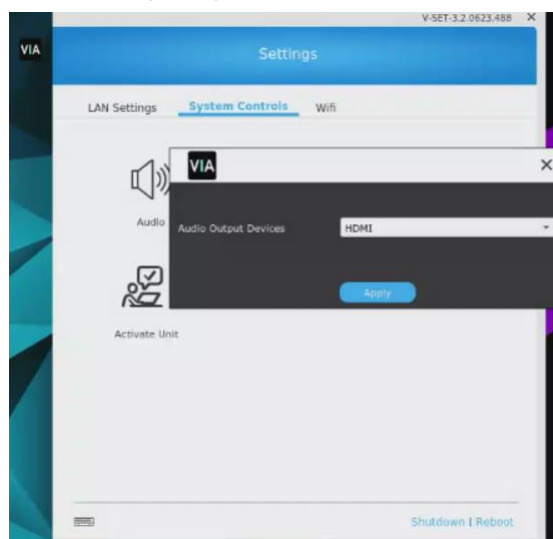 V-SET-3.2.0623.488 ×
VIA
Settings
LAN Settings System Controls Wifi
VIA
Audio
Audio Output Devices HDMI
Apply
Activate Unit
Shutdown | Reboot